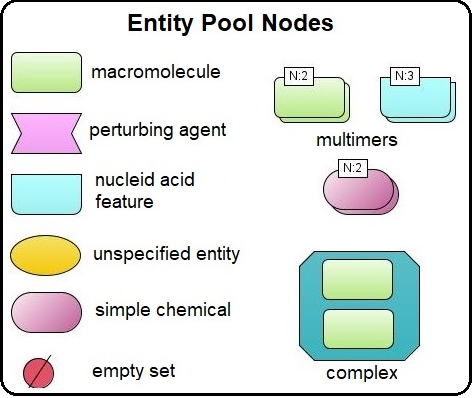 Entity Pool Nodes
macromolecule
perturbing agent
nucleid acid
feature
unspecified entity
simple chemical
empty set
N:2
N:3
multimers
N:2
complex